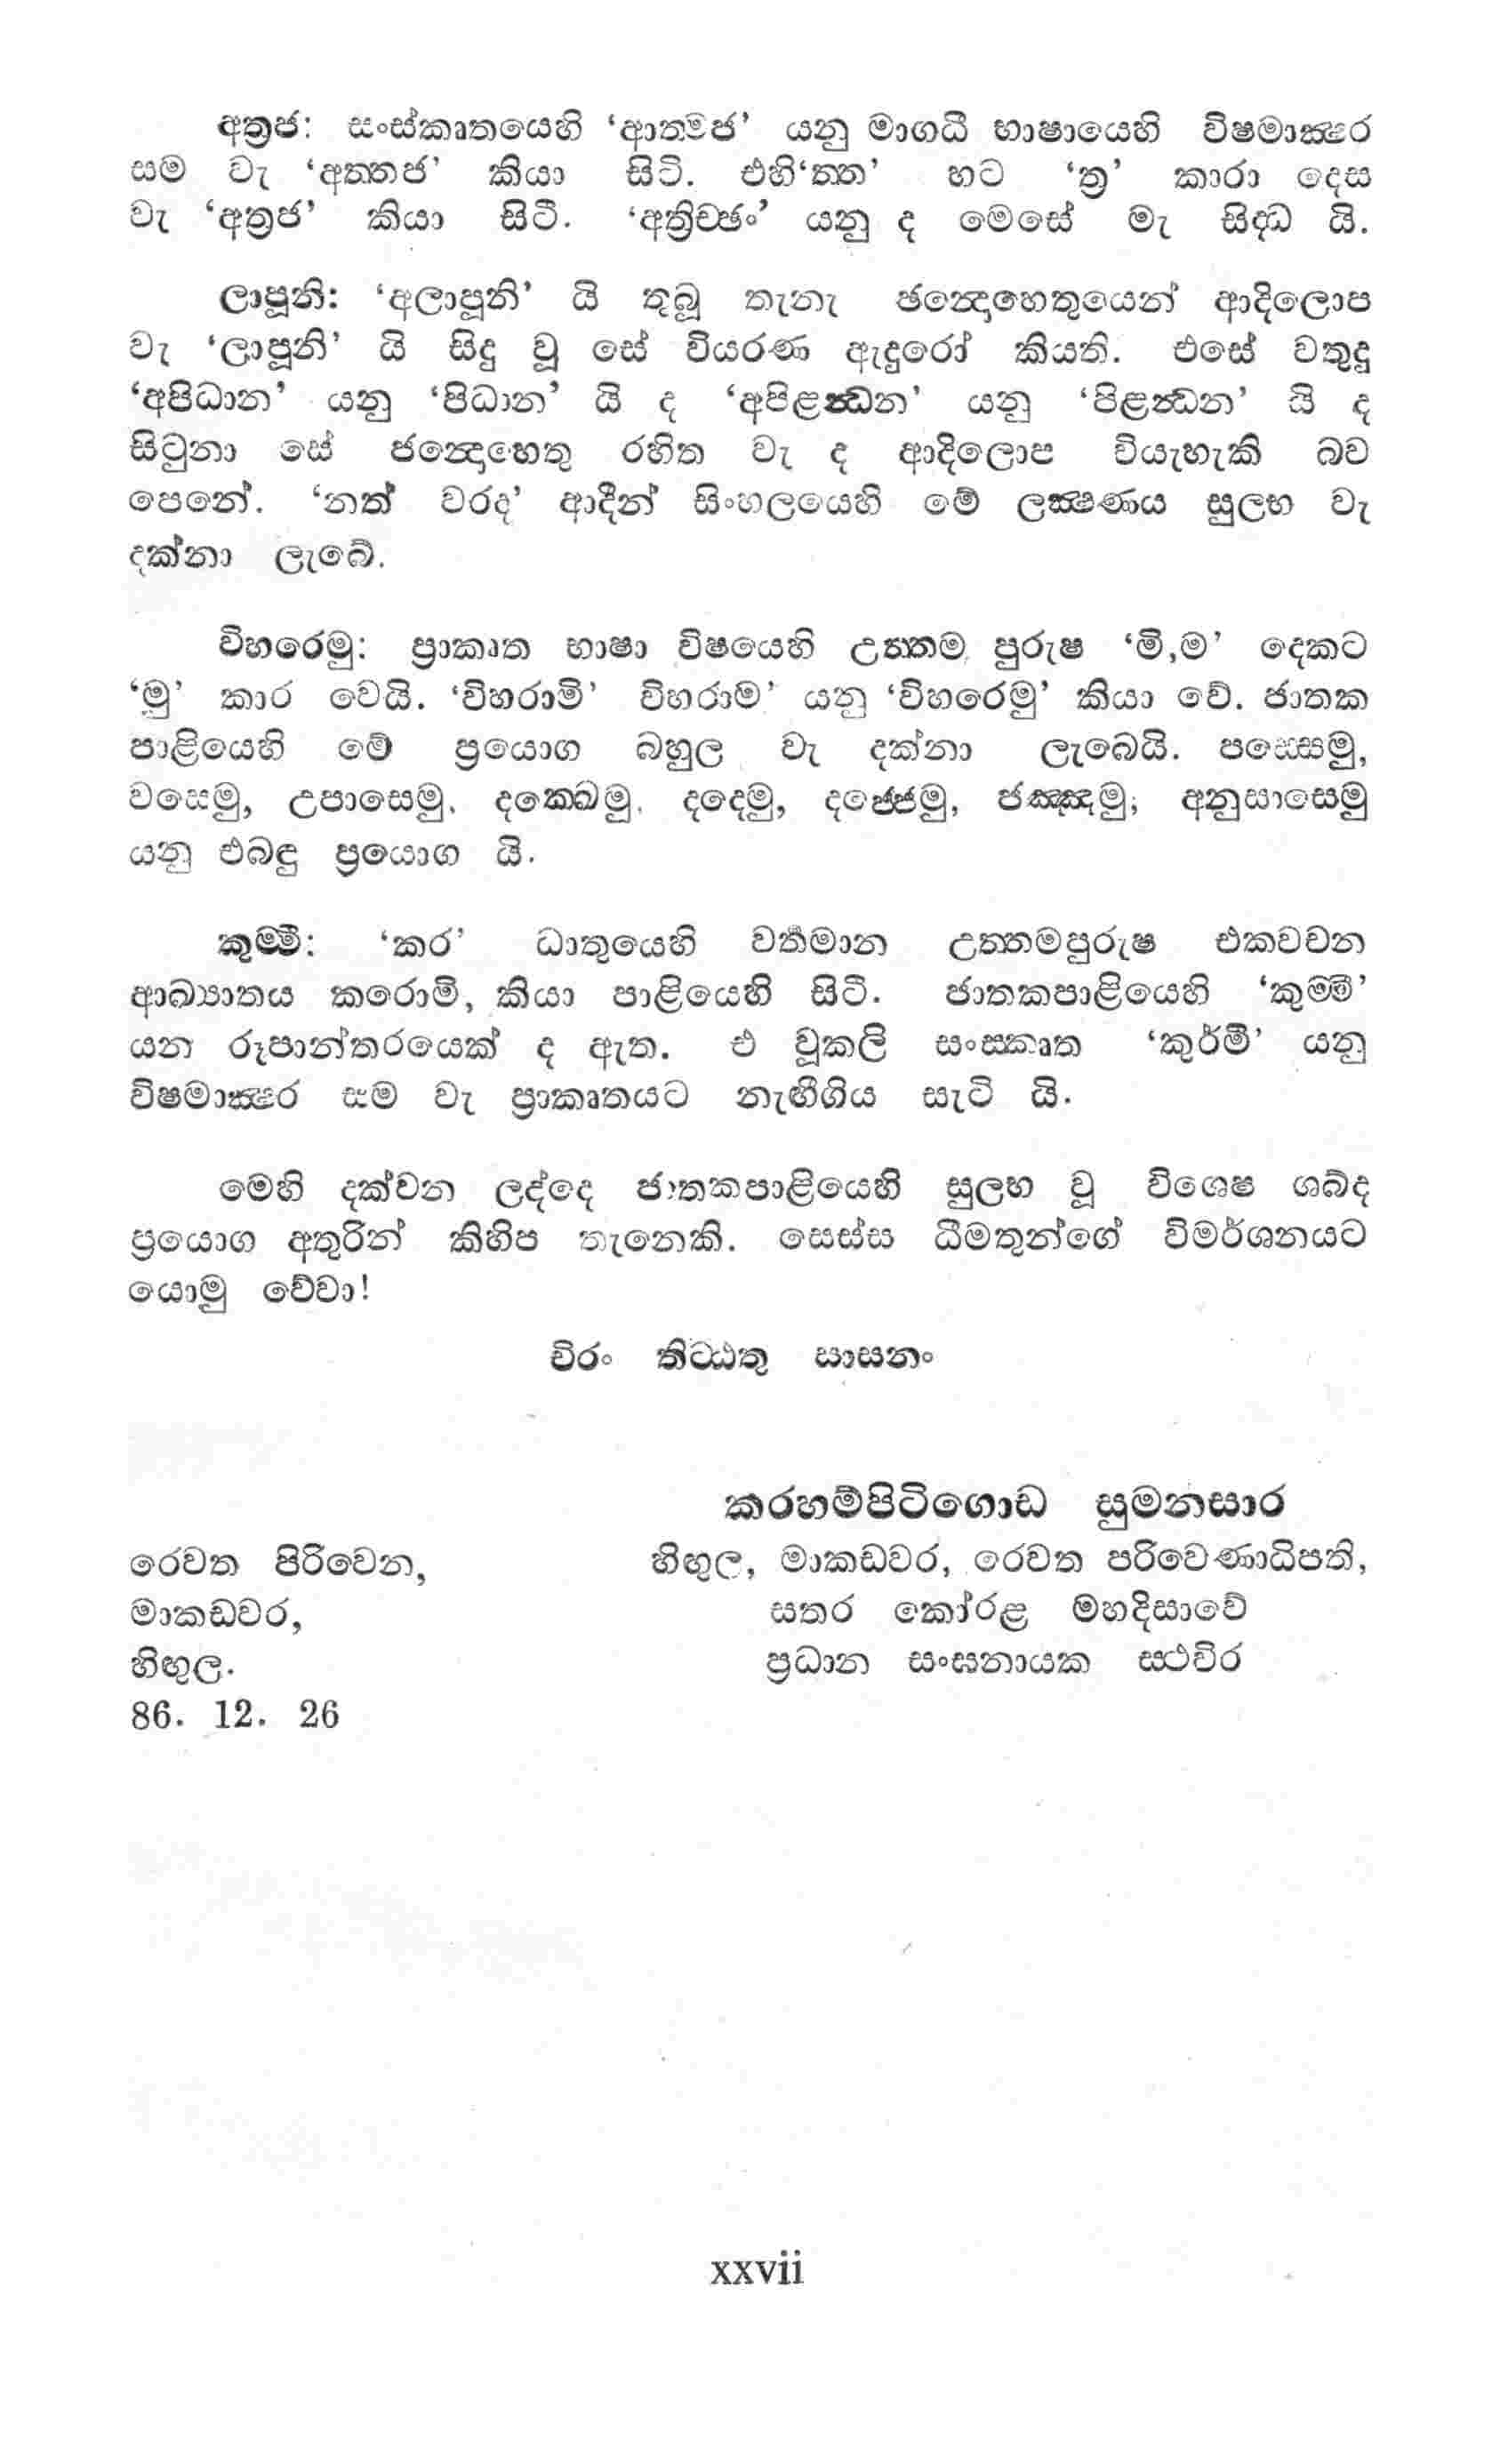 අත්‍රජ: සංස්කෘතයෙහි ‘ආත්‍මජ’ යනු මාගධී භාෂායෙහි විෂමාක්‍ෂර
සම වැ ‘අත්තජ’ කියා සිටි. එහි‘ත්ත’ හට ‘ත්‍ර’ කාරා දෙස
වැ ‘අත්‍රජ’ කියා සිටී. ‘අත්‍රිච්ඡං’ යනු ද මෙසේ මැ සිද්ධ යි.
ලාපූනි: ‘අලාපූනි’ යි තුබූ තැනැ ඡන්දොහෙතුයෙන් ආදිලොප
වැ ‘ලාපූනි’ යි සිදු වූ සේ වියරණ ඇදුරෝ කියති. එසේ වතුදු
‘අපිධාන’ යනු ‘පිධාන’ යි ද ‘අපිළන්ධන’ යනු ‘පිළන්ධන’ යි ද
සිටුනා සේ ඡන්දොහෙතු රහිත වැ ද ආදිලොප වියැහැකි බව
පෙනේ. ‘නත් වරද’ ආදීන් සිංහලයෙහි මේ ලක්‍ෂණය සුලභ වැ
දක්නා ලැබේ.
විහරෙමු: ප්‍රාකෘත භාෂා විෂයෙහි උත්තම පුරුෂ ‘මි,ම’ දෙකට
‘මු’ කාර වෙයි. ‘විහරාමි’ විහරාම’ යනු ‘විහරෙමු’ කියා වේ. ජාතක
පාළියෙහි මේ ප්‍රයොග බහුල වැ දක්නා ලැබෙයි. පස්සෙමු,
වසෙමු, උපාසෙමු, දක්ඛෙමු, දදෙමු, දජ්ජෙමු, ජඤ්ඤමු; අනුසාසෙමු
යනු එබඳු ප්‍රයොග යි.
කුම්මි: ‘කර’ ධාතුයෙහි වර්‍තමාන උත්තමපුරුෂ එකවචන
ආඛ්‍යාතය කරොමි, කියා පාළියෙහි සිටී. ජාතකපාළියෙහි ‘කුම්මි’
යන රූපාන්තරයෙක් ද ඇත. එ වූකලි සංස්කෘත ‘කුර්මි’ යනු
විෂමාක්‍ෂර සම වැ ප්‍රාකෘතයට නැඟීගිය සැටි යි.
මෙහි දක්වන ලද්දෙ ජාතකපාළියෙහි සුලභ වූ විශෙෂ ශබ්ද
ප්‍රයොග අතුරින් කිහිප තැනෙකි. සෙස්ස ධීමතුන්ගේ විමර්ශනයට
යොමු වේවා!
චිරං තිට්ඨතු සාසනං
කරහම්පිටිගොඩ සුමනසාර
රෙවත පිරිවෙන, හිඟුල, මාකඩවර, රෙවත පරිවෙණාධිපති,
මාකඩවර, සතර කෝරළ මහදිසාවේ
හිඟුල. ප්‍රධාන සංඝනායක ස්ථවිර
86. 12. 26
xxvii